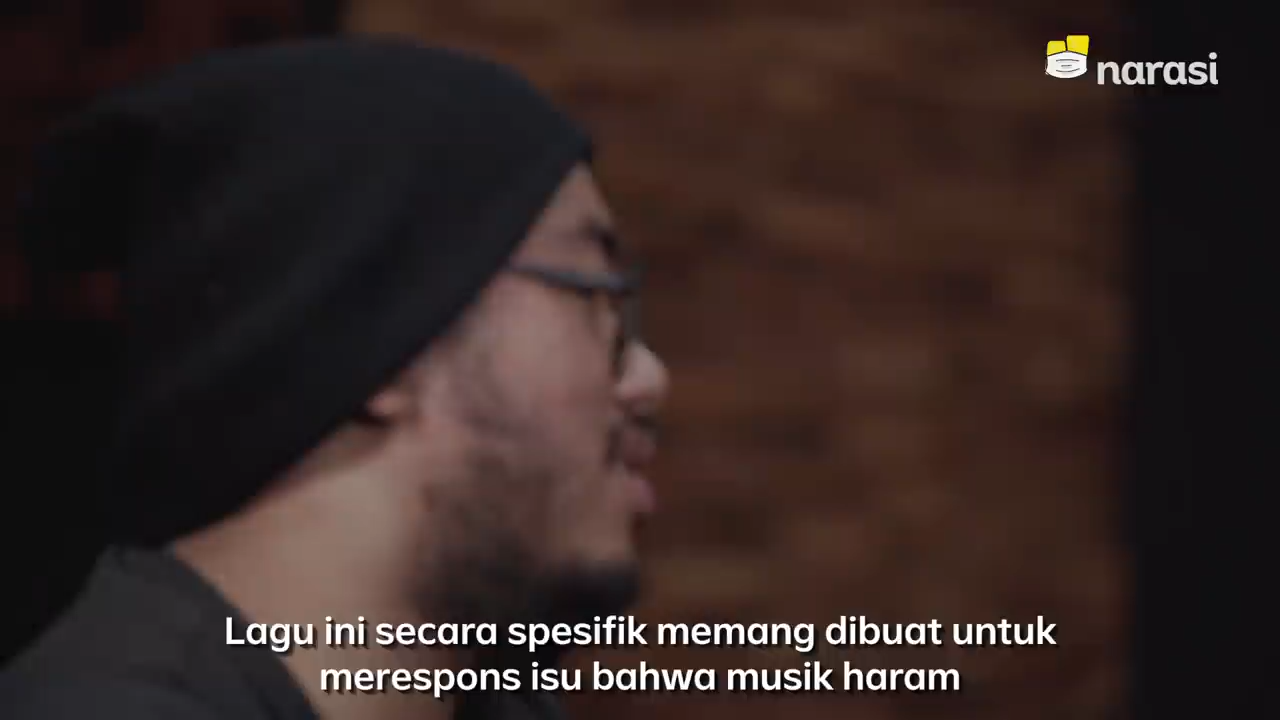 narasi
Lagu ini secara spesifik memang dibuat untuk
merespons isu bahwa musik haram